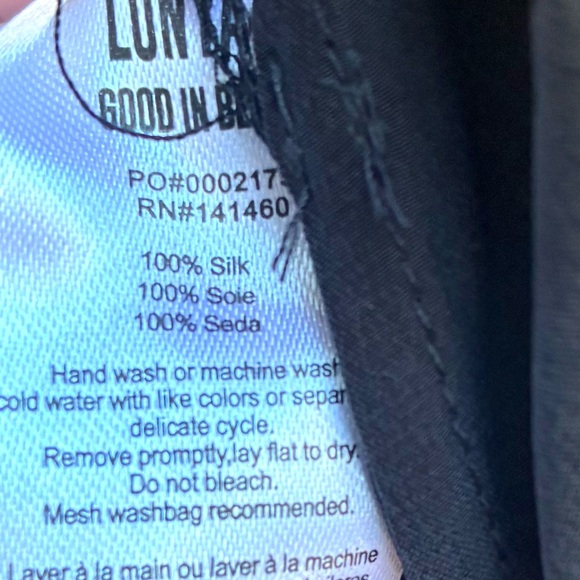 GOOD IN
PO#000217
RN#141460
100% Silk
100% Soie
100% Seda
Hand wash or machine wash
cold water with like colors or separ
delicate cycle.
Remove promptly,lay flat to dry.
Do not bleach.
Mesh washbag recommended.
Laver à la main ou laver à la machine